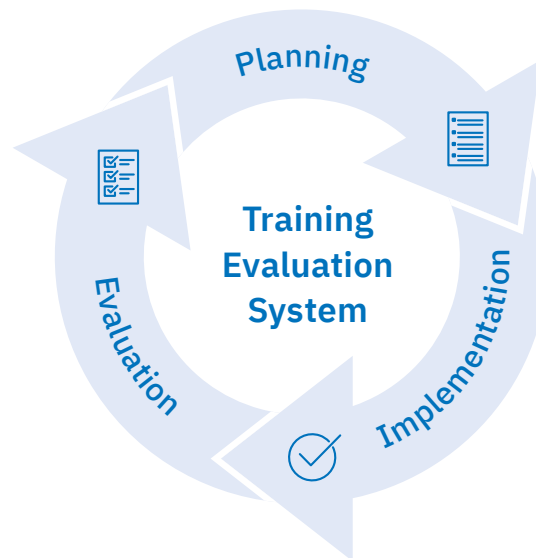 Planning
Training
Evaluation
System
Implementation
Evaluation